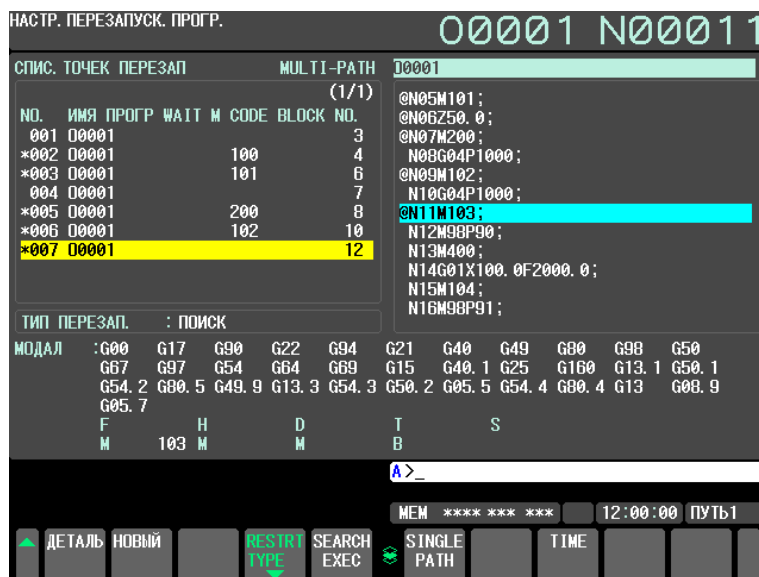 НАСТР. ПЕРЕЗАПУСК. ПРОГР.
O0001 N00011
СПИС. ТОЧЕК ПЕРЕЗАП MULTI-PATH
(1/1)
NO. ИМЯ ПРОГР WAIT M CODE BLOCK NO.
001 O0001 3
*002 O0001 100 4
*003 O0001 101 6
004 O0001 7
*005 O0001 200 8
*006 O0001 102 10
*007 O0001 12
ТИП ПЕРЕЗАП. : ПОИСК
O0001
@N05M101;
@N06Z50.0;
@N07M200;
N08G04P1000;
@N09M102;
N10G04P1000;
@N11M103;
N12M98P90;
N13M400;
N14G01X100.0F2000.0;
N15M104;
N16M98P91;
МОДАЛ :G00 G17 G90 G22 G94 G21 G40 G49 G80 G98 G50
G67 G97 G54 G64 G69 G15 G40.1 G25 G160 G13.1 G50.1
G54.2 G80.5 G49.9 G13.3 G54.3 G50.2 G05.5 G54.4 G80.4 G13 G08.9
G05.7
F H D T S
M 103 M M B
A>_
MEM **** *** *** 12:00:00 ПУТЬ1
ДЕТАЛЬ НОВЫЙ RESTRT TYPE SEARCH EXEC SINGLE PATH TIME